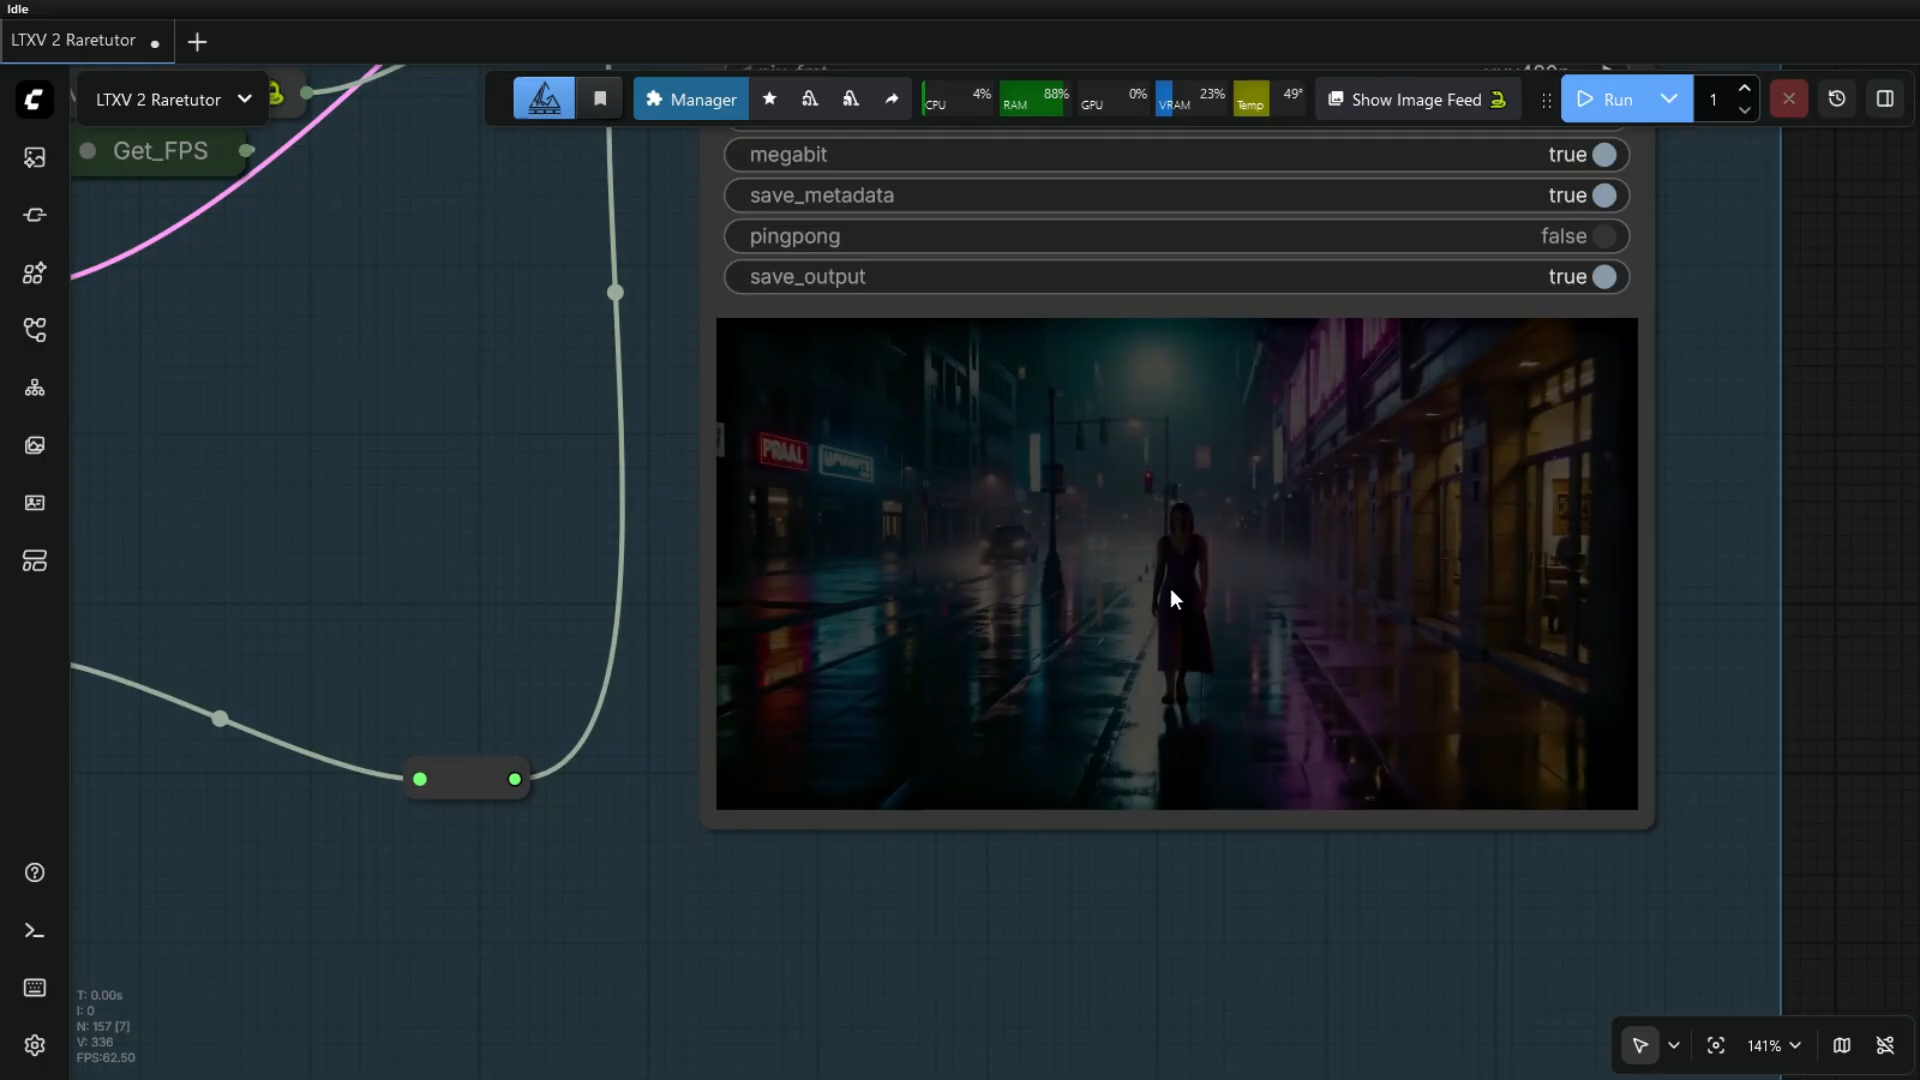 Idle
LTXV 2 Raretutor
LTXV 2 Raretutor
Manager
CPU 4%
RAM 88%
GPU 0%
VRAM 23%
Temp 49°
Show Image Feed
Run
1
Get_FPS
megabit true
save_metadata true
pingpong false
save_output true
PRAAL
T: 0.00s
I: 0
N: 157 [7]
V: 336
FPS:62.50
141%